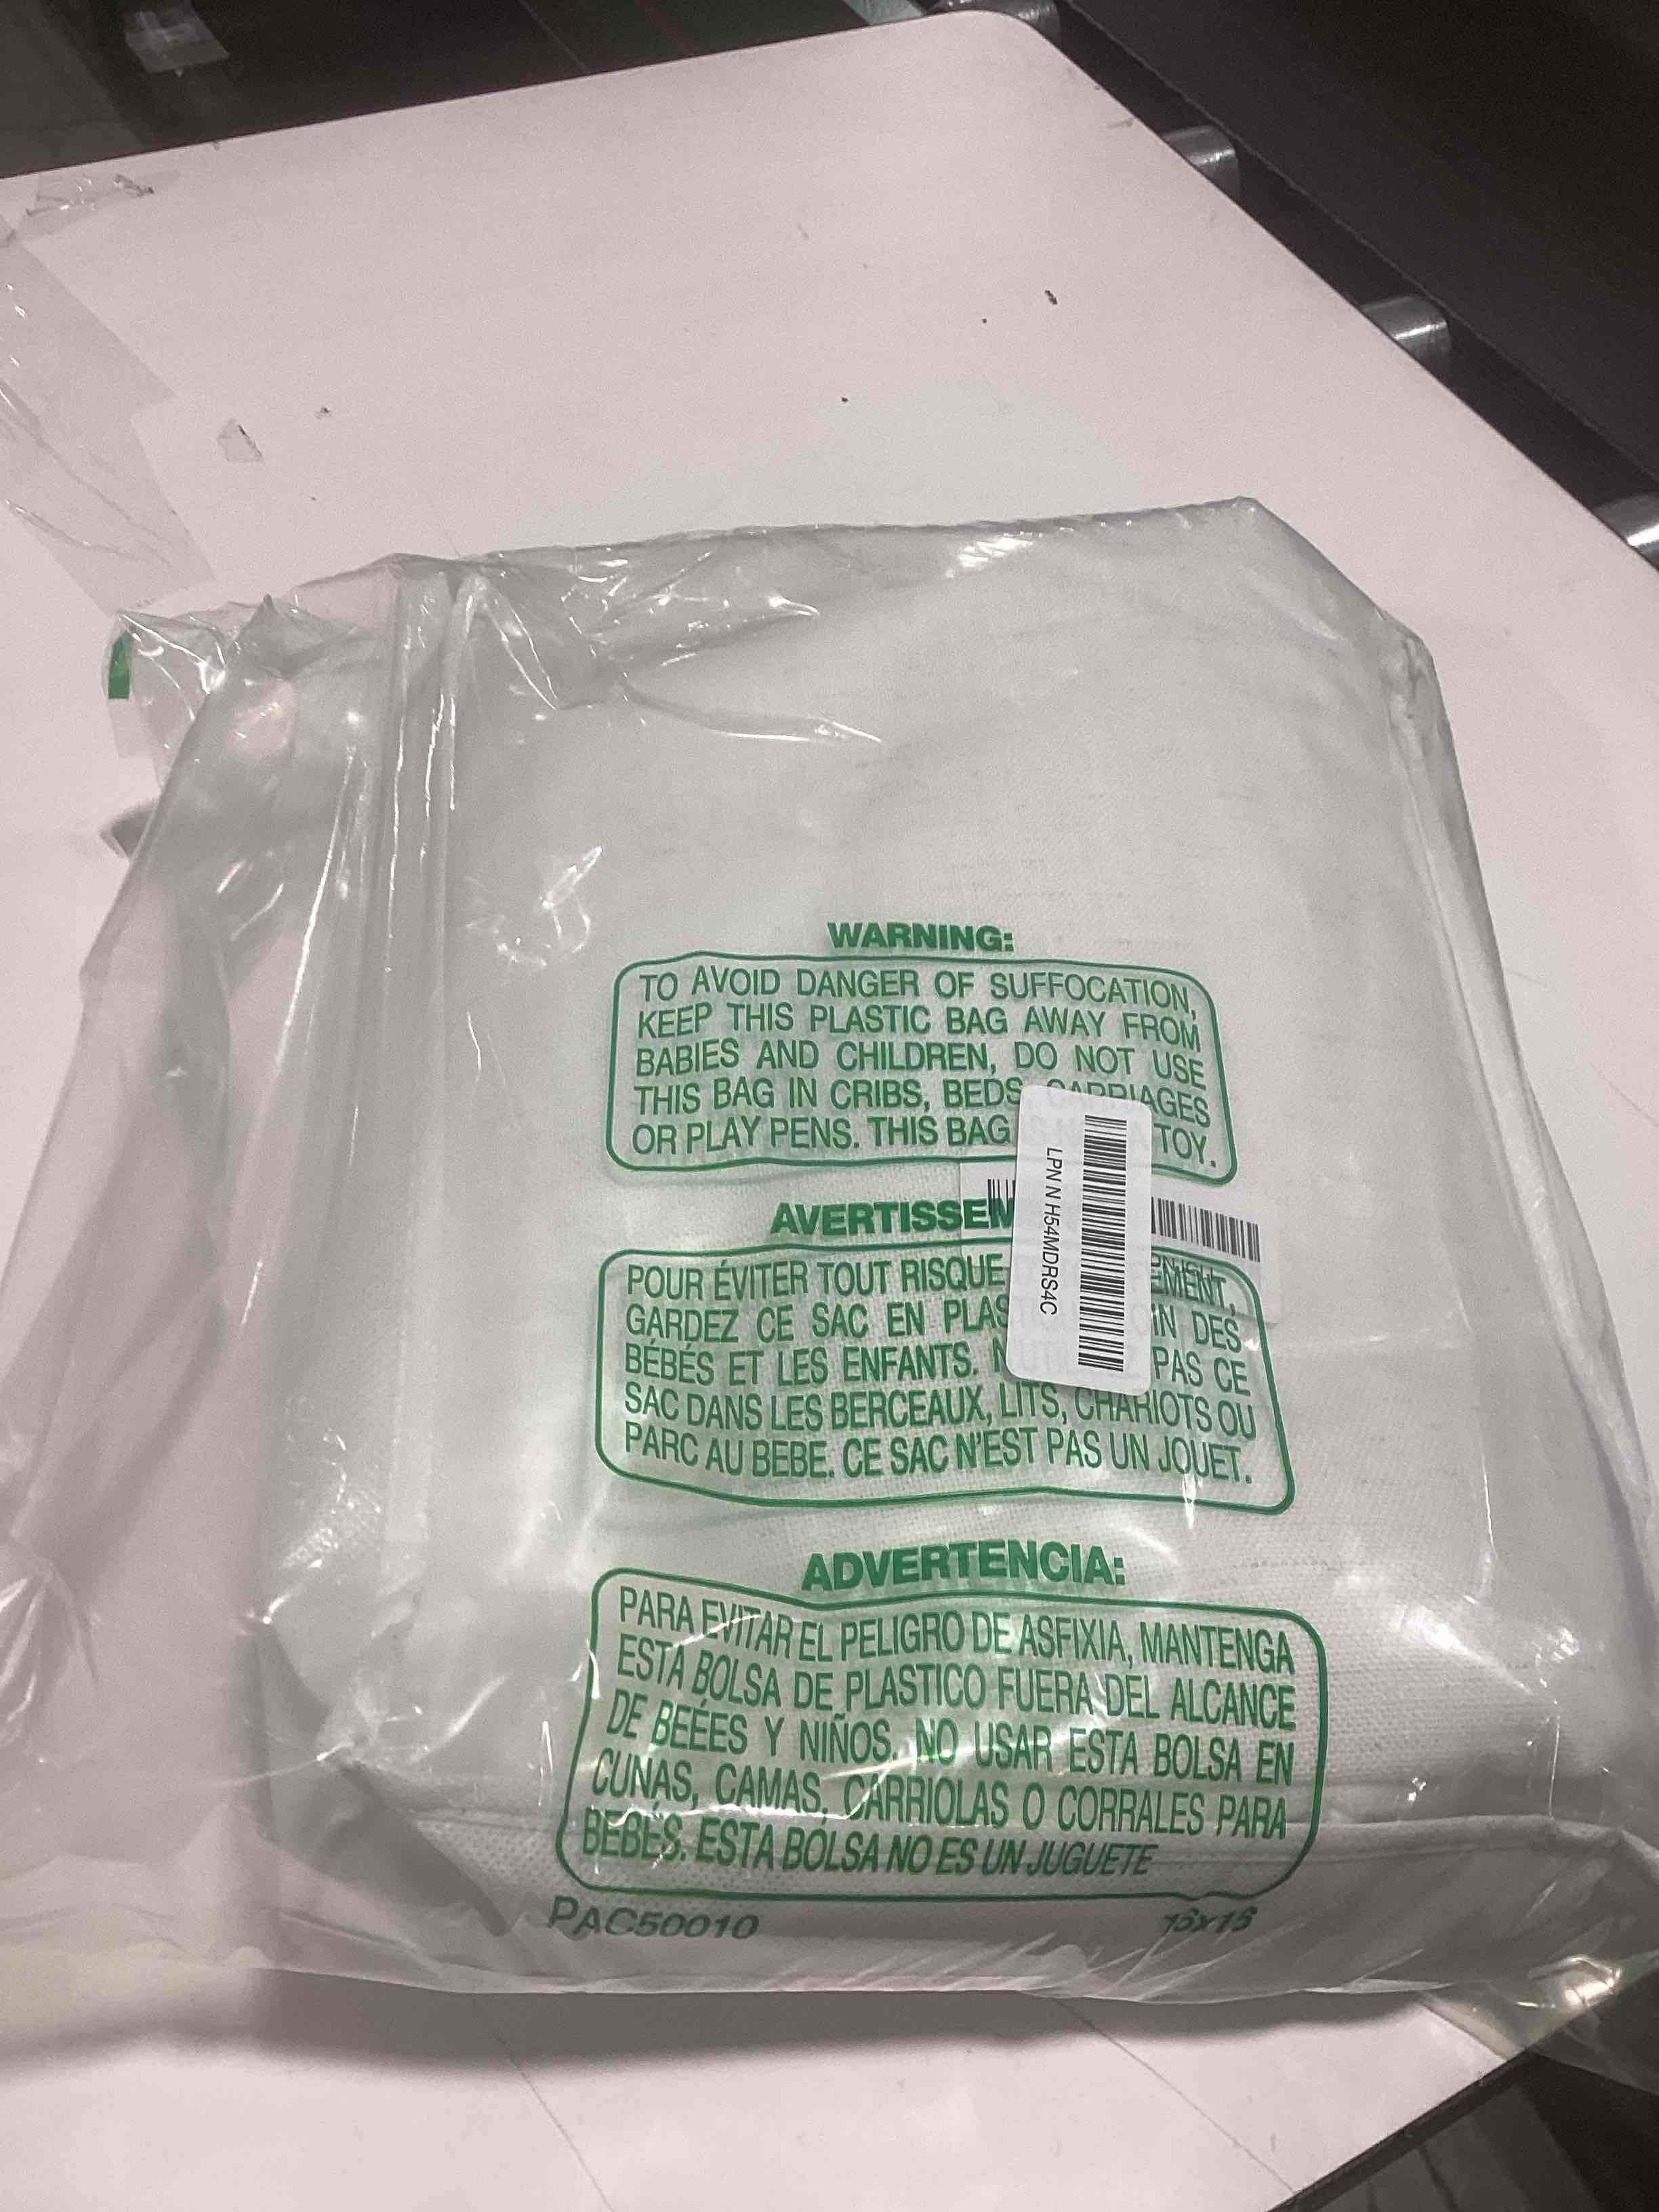 WARNING:
TO AVOID DANGER OF SUFFOCATION,
KEEP THIS PLASTIC BAG AWAY FROM
BABIES AND CHILDREN, DO NOT USE
THIS BAG IN CRIBS, BEDS, CARRIAGES
OR PLAY PENS. THIS BAG TOY.
LPN N H54MDRS4C
POUR ÉVITER TOUT RISQUE
GARDEZ CE SAC EN DES
BÉBÉS ET LES ENFANTS. PAS CE
SAC DANS LES BERCEAUX, LITS, CHARIOTS OU
PARC AU BEBE. CE SAC N'EST PAS UN JOUET.
ADVERTENCIA:
PARA EVITAR EL PELIGRO DE ASFIXIA, MANTENGA
ESTA BOLSA DE PLASTICO FUERA DEL ALCANCE
DE BEÉES Y NIÑOS. NO USAR ESTA BOLSA EN
CUNAS, CAMAS, CARRIOLAS O CORRALES PARA
BEBÉS. ESTA BOLSA NO ES UN JUGUETE
PAC50010